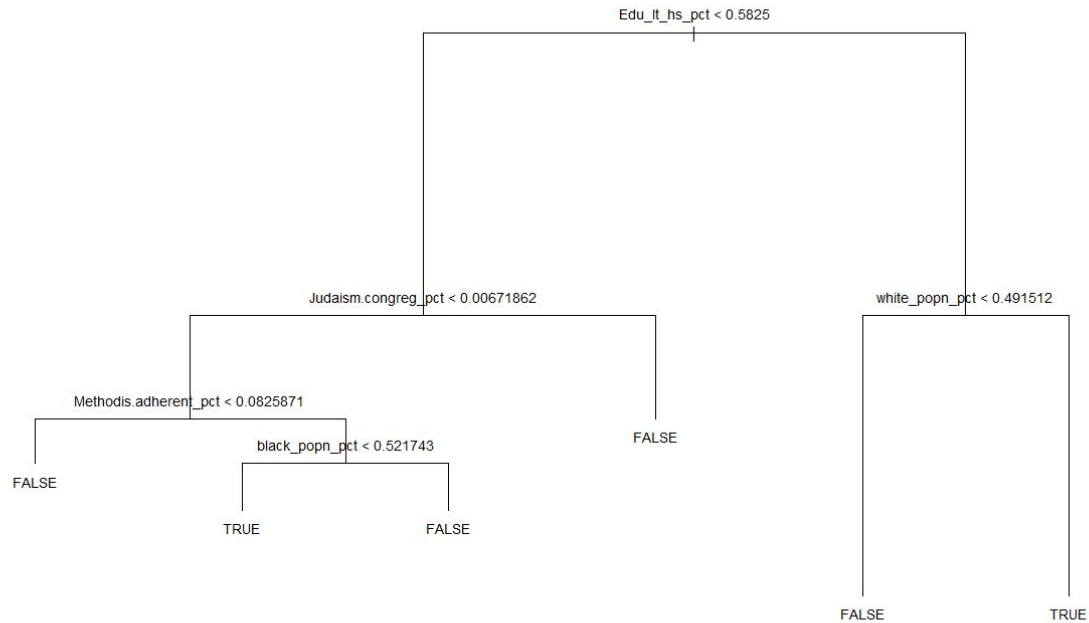 Edu_lt_hs_pct < 0.5825
Judaism.congreg_pct < 0.00671862
white_popn_pct < 0.491512
Methodis.adherent_pct < 0.0825871
black_popn_pct < 0.521743
FALSE
FALSE
TRUE
FALSE
FALSE
TRUE